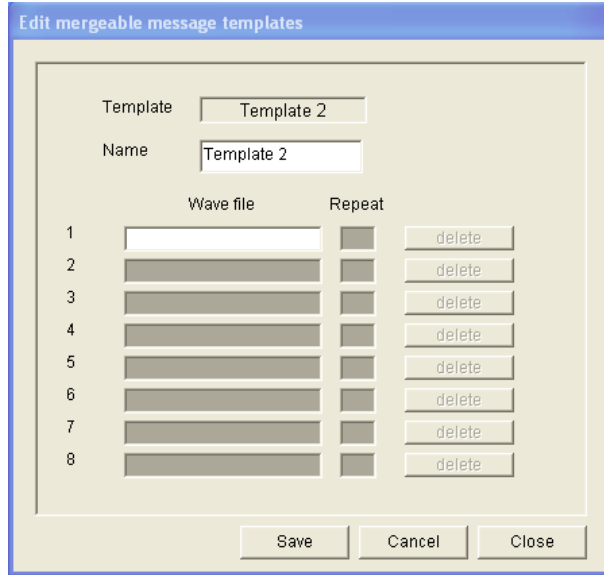 Edit mergeable message templates
Template Template 2
Name Template 2
Wave file Repeat
1 delete
2 delete
3 delete
4 delete
5 delete
6 delete
7 delete
8 delete
Save Cancel Close